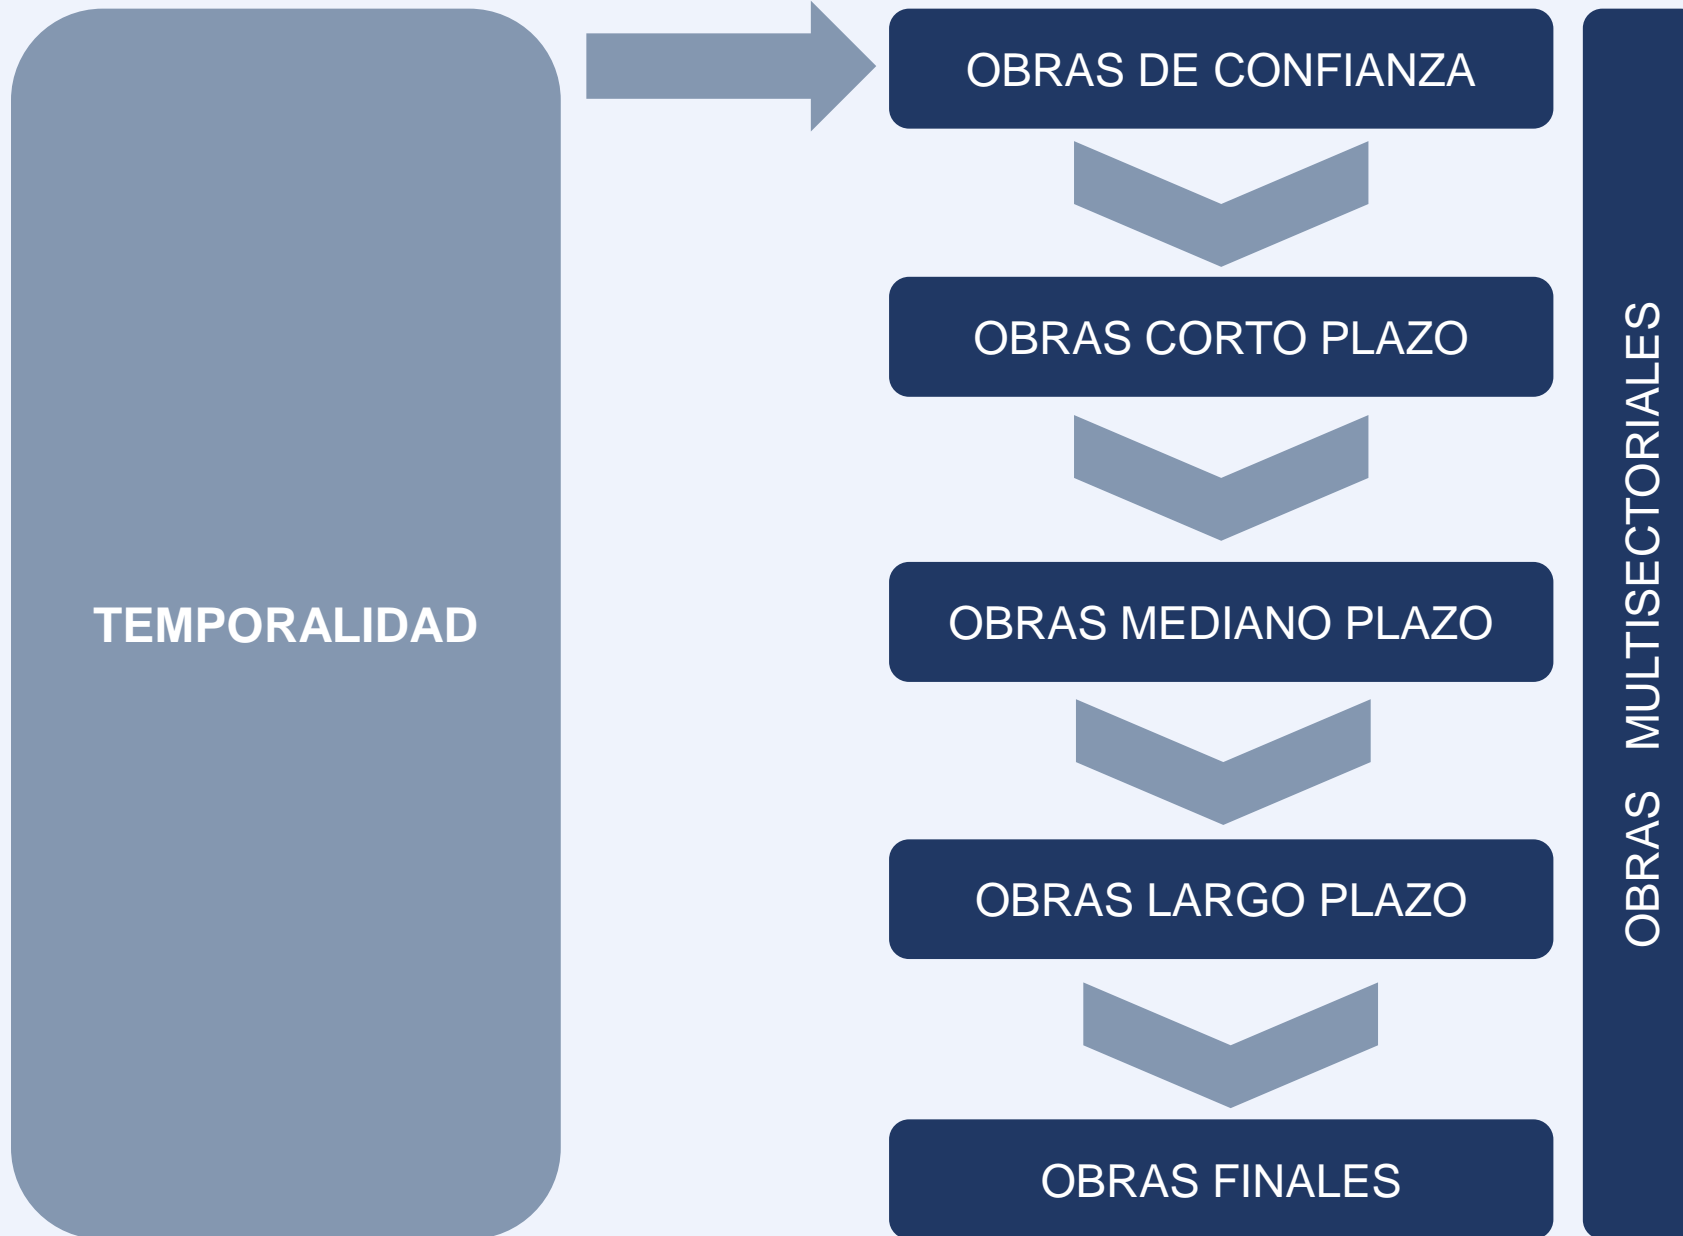 OBRAS DE CONFIANZA
OBRAS CORTO PLAZO
TEMPORALIDAD
OBRAS MEDIANO PLAZO
OBRAS LARGO PLAZO
OBRAS FINALES
OBRAS MULTISECTORIALES